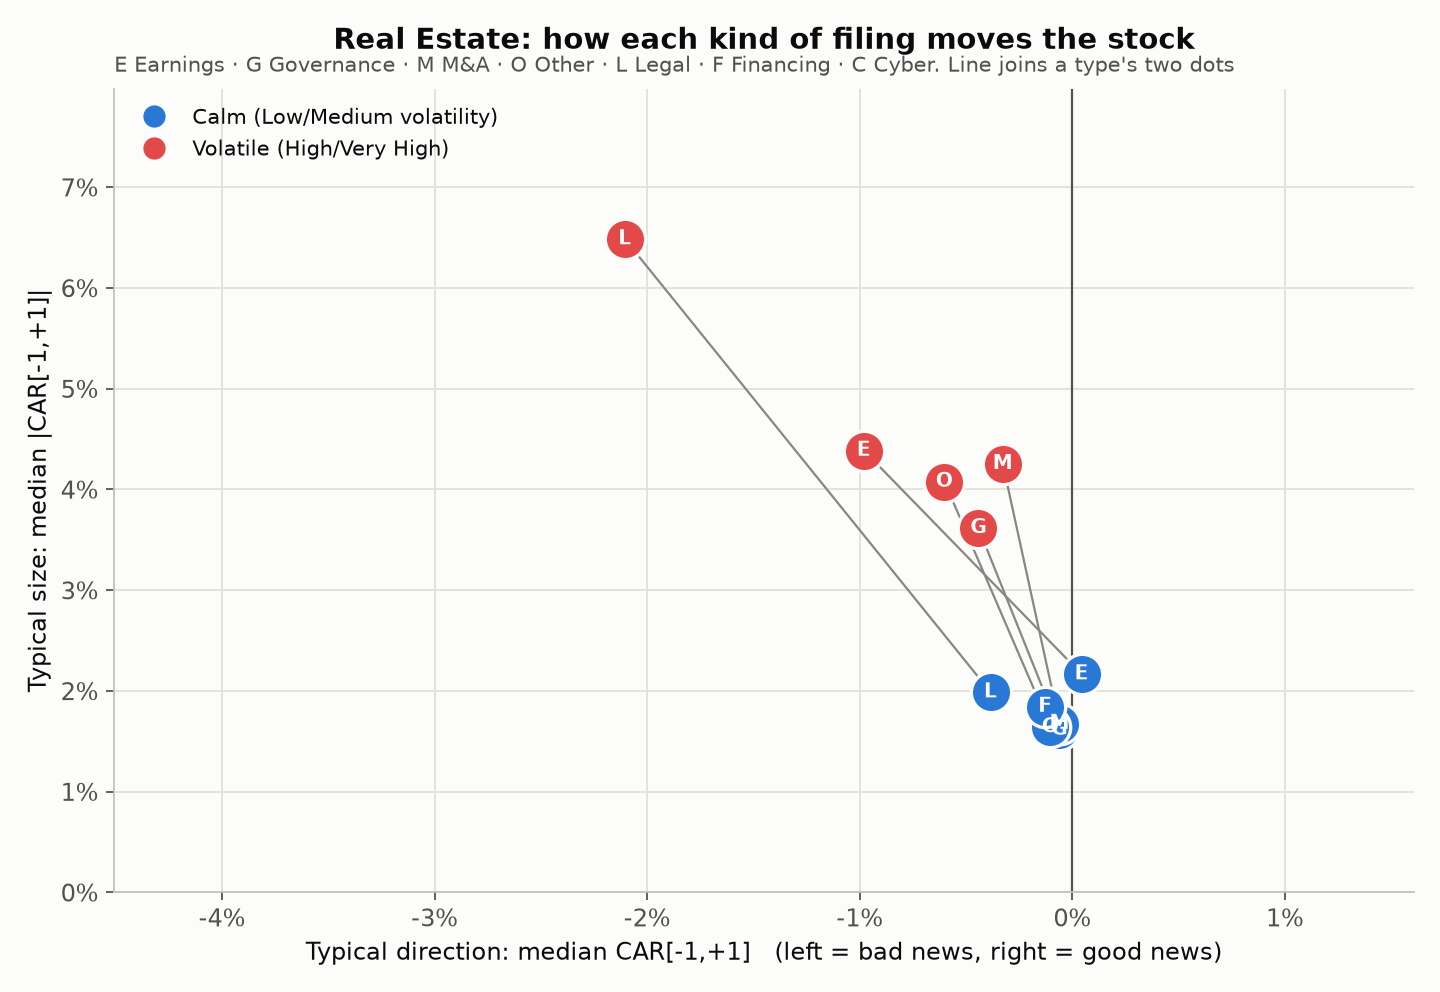 Real Estate: how each kind of filing moves the stock
E Earnings · G Governance · M M&A · O Other · L Legal · F Financing · C Cyber. Line joins a type's two dots
Calm (Low/Medium volatility)
Volatile (High/Very High)
7%
6%
5%
4%
3%
2%
1%
0%
Typical size: median |CAR[-1,+1]|
L
E
M
O
G
E
L
F
M
O
G
-4%
-3%
-2%
-1%
0%
1%
Typical direction: median CAR[-1,+1]   (left = bad news, right = good news)